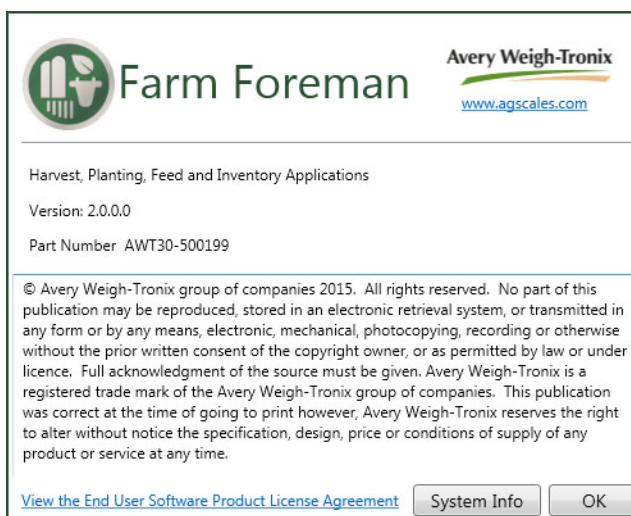 Farm Foreman
Avery Weigh-Tronix
www.agscales.com
Harvest, Planting, Feed and Inventory Applications
Version: 2.0.0.0
Part Number  AWT30-500199
© Avery Weigh-Tronix group of companies 2015.  All rights reserved.  No part of this
publication may be reproduced, stored in an electronic retrieval system, or transmitted in
any form or by any means, electronic, mechanical, photocopying, recording or otherwise
without the prior written consent of the copyright owner, or as permitted by law or under
licence.  Full acknowledgment of the source must be given. Avery Weigh-Tronix is a
registered trade mark of the Avery Weigh-Tronix group of companies.  This publication
was correct at the time of going to print however, Avery Weigh-Tronix reserves the right
to alter without notice the specification, design, price or conditions of supply of any
product or service at any time.
View the End User Software Product License Agreement
System Info
OK